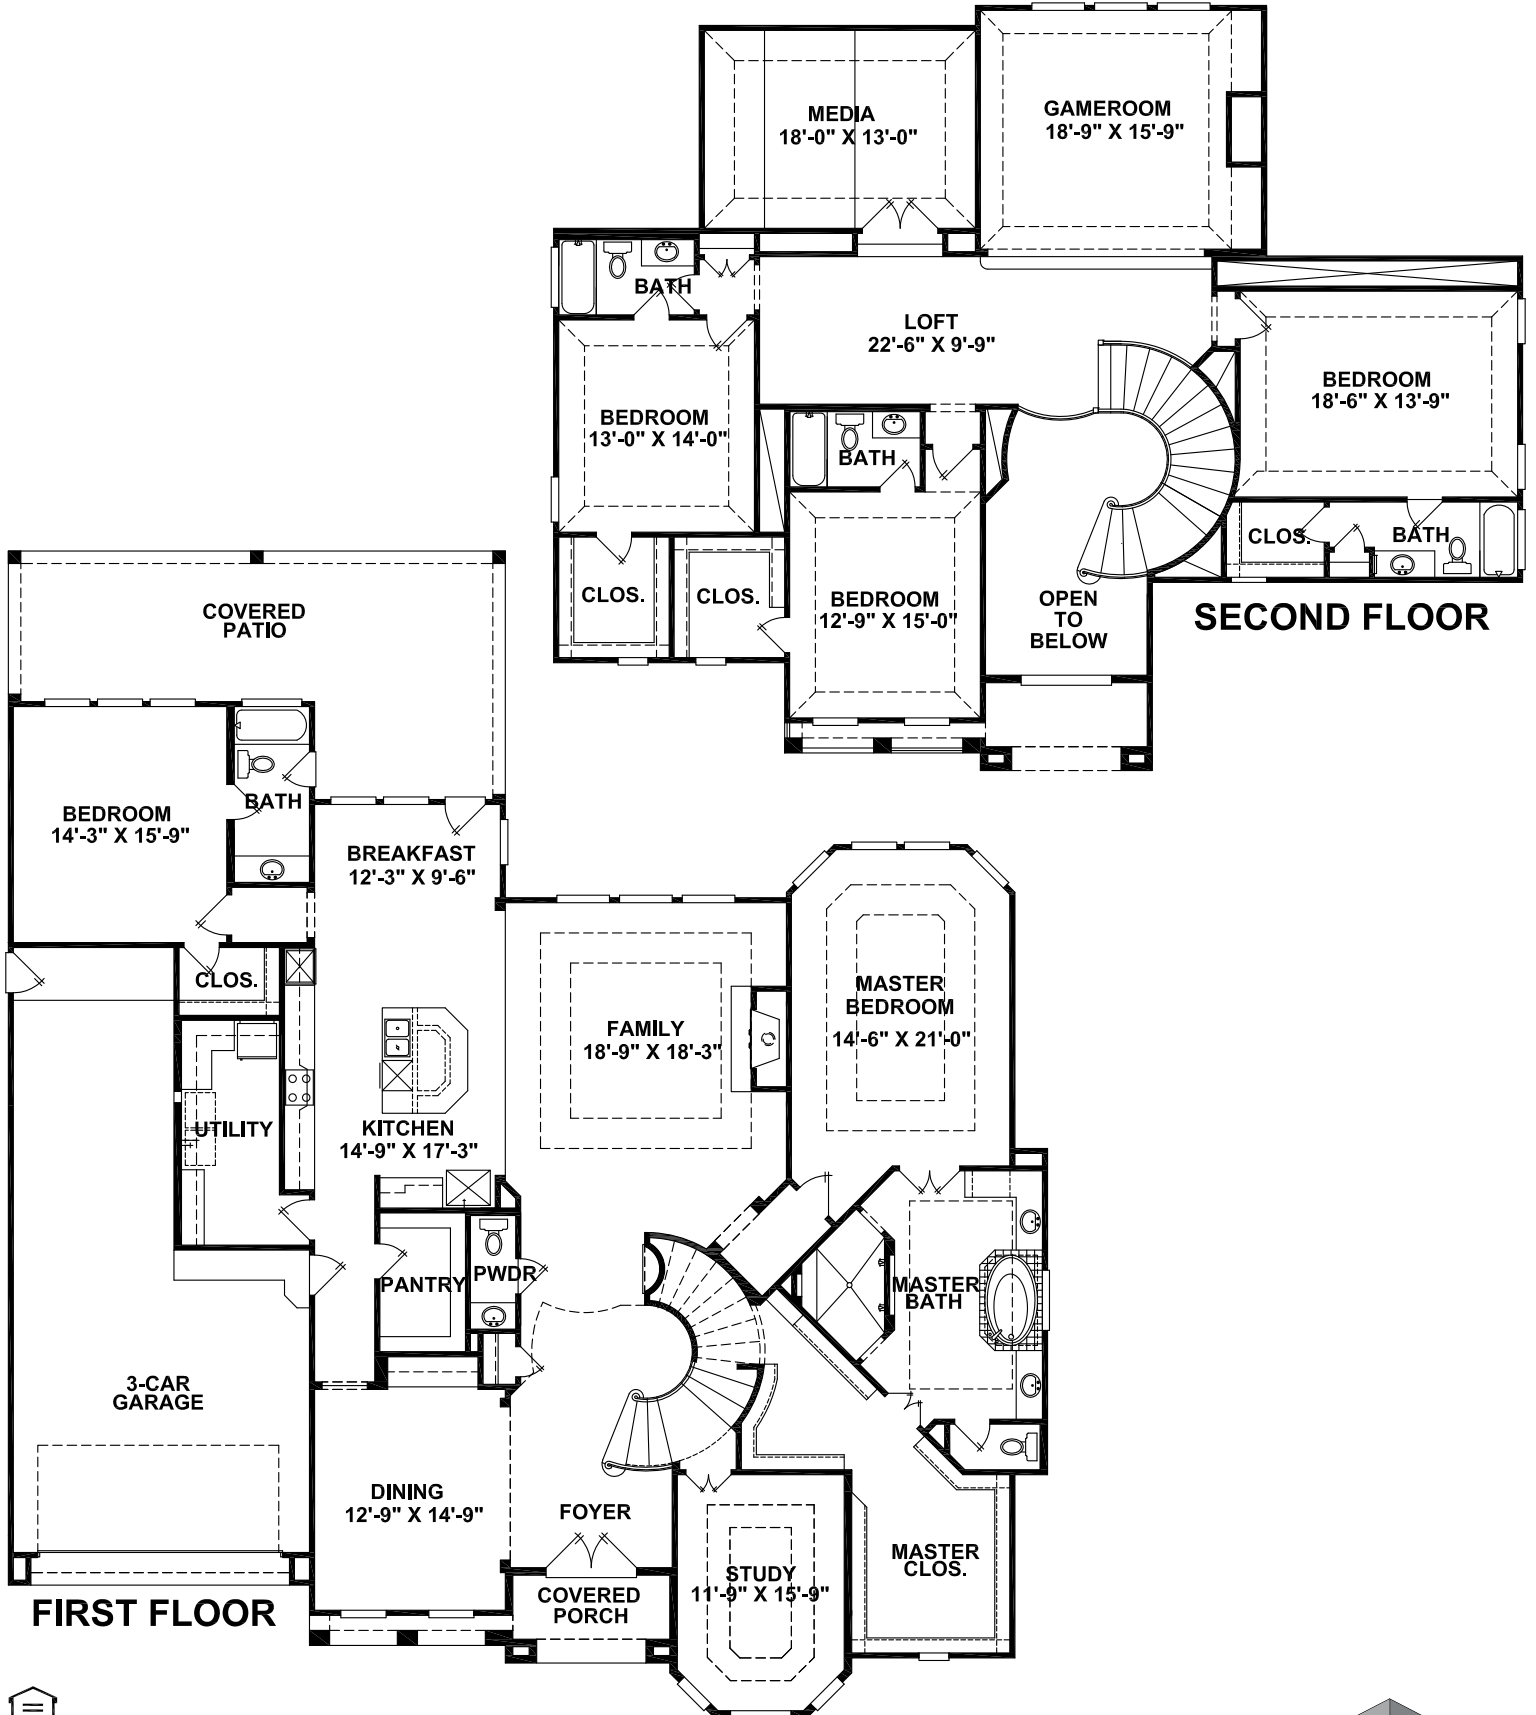 MEDIA
18'-0" X 13'-0"
GAMEROOM
18'-9" X 15'-9"
BATH
LOFT
22'-6" X 9'-9"
BEDROOM
13'-0" X 14'-0"
BEDROOM
18'-6" X 13'-9"
BATH
CLOS.
BATH
CLOS.
CLOS.
BEDROOM
12'-9" X 15'-0"
OPEN
TO
BELOW
SECOND FLOOR
COVERED
PATIO
BEDROOM
14'-3" X 15'-9"
BATH
BREAKFAST
12'-3" X 9'-6"
CLOS.
FAMILY
18'-9" X 18'-3"
MASTER
BEDROOM
14'-6" X 21'-0"
UTILITY
KITCHEN
14'-9" X 17'-3"
PANTRY
PWDR
MASTER
BATH
3-CAR
GARAGE
DINING
12'-9" X 14'-9"
FOYER
STUDY
11'-9" X 15'-9"
MASTER
CLOS.
COVERED
PORCH
FIRST FLOOR